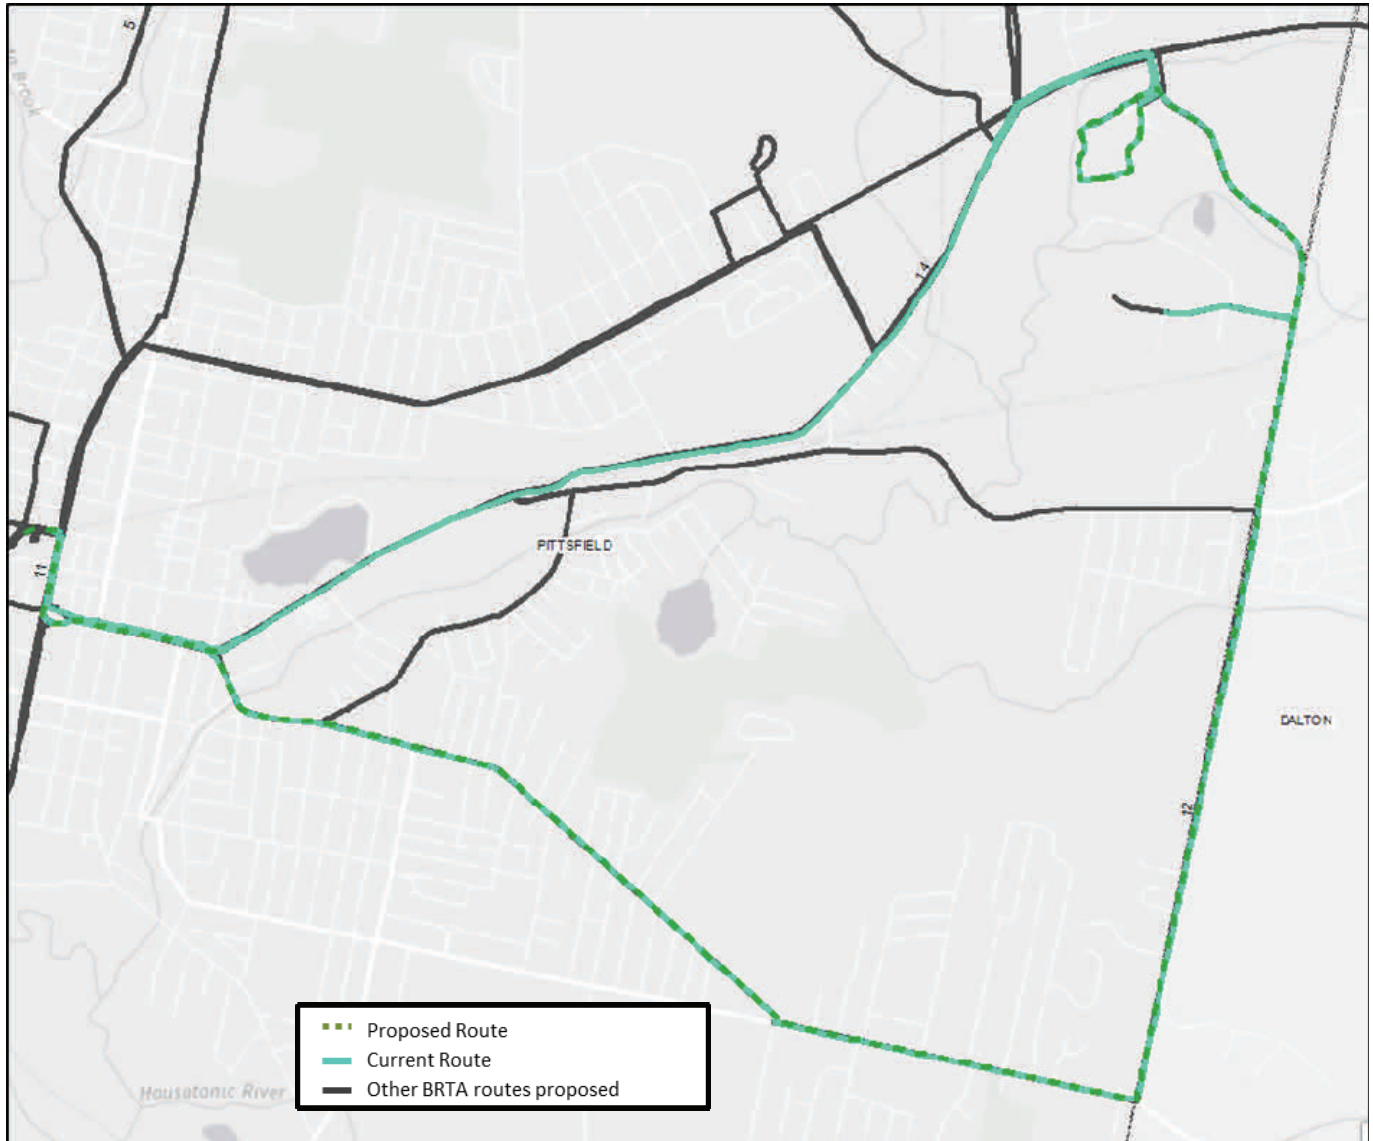 5
Brook
14
PITTSFIELD
11
DALTON
12
Proposed Route
Current Route
Other BRTA routes proposed
Housatonic River